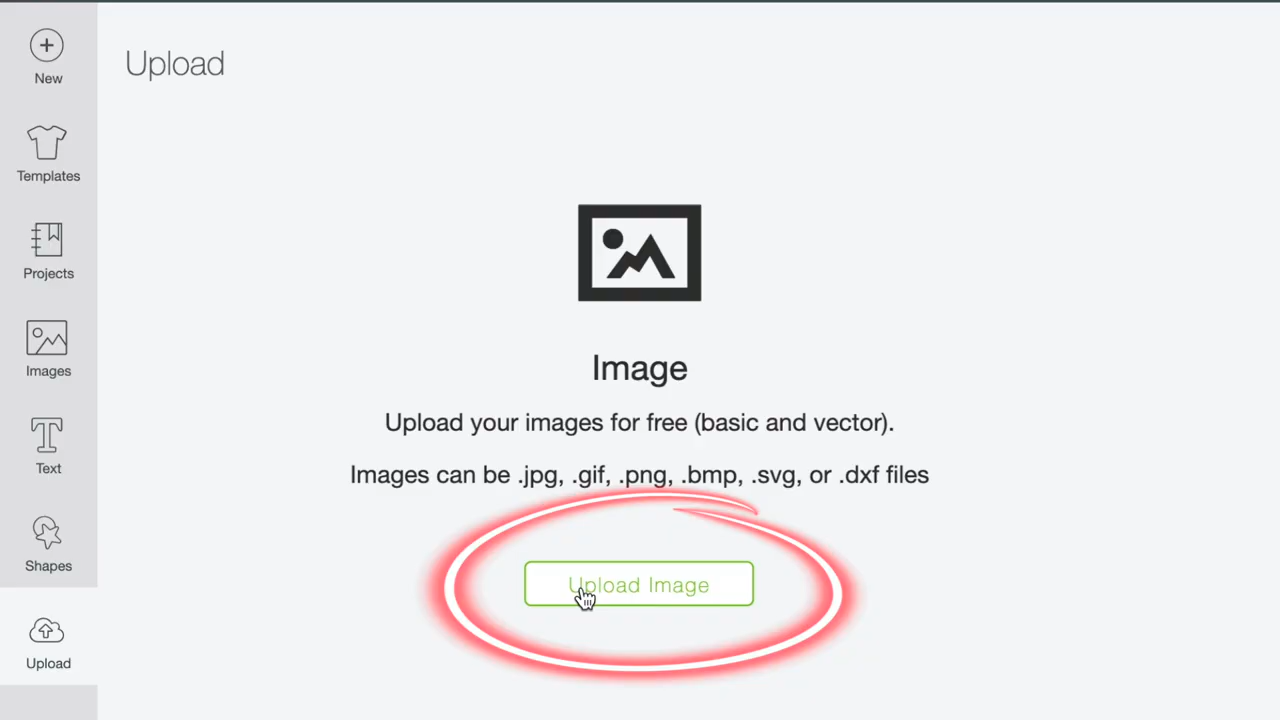 New
Upload
Templates
Projects
Images
Text
Shapes
Upload
Image
Upload your images for free (basic and vector).
Images can be .jpg, .gif, .png, .bmp, .svg, or .dxf files
Upload Image